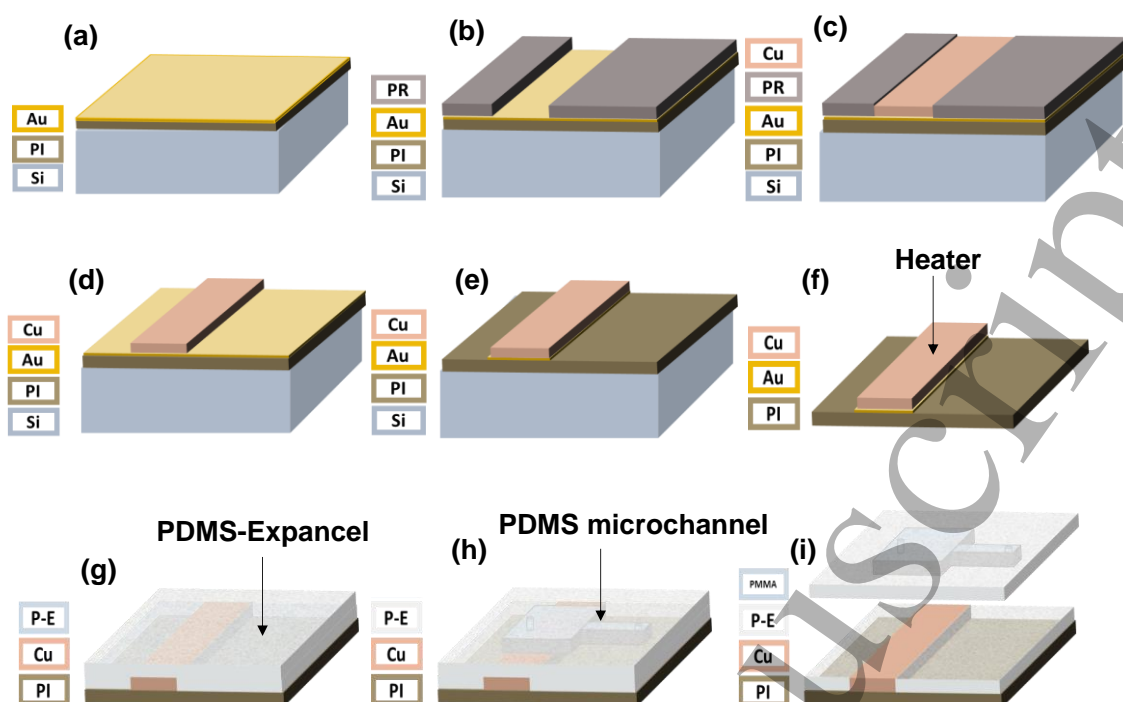 (a) (b) (c)
Cu
PR PR
Au Au Au
PI PI PI
Si Si Si
(d) (e) Heater (f)
Cu Cu Cu
Au Au Au
PI PI PI
Si Si
PDMS-Expancel PDMS microchannel
(g) (h) (i)
PMMA
P-E P-E P-E
Cu Cu Cu
PI PI PI